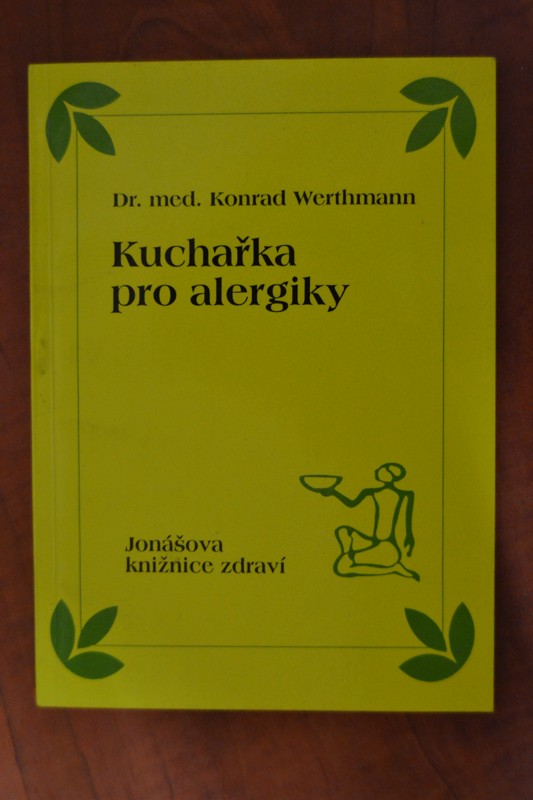 Dr. med. Konrad Werthmann
Kuchařka
pro alergiky
Jonášova
knižnice zdraví